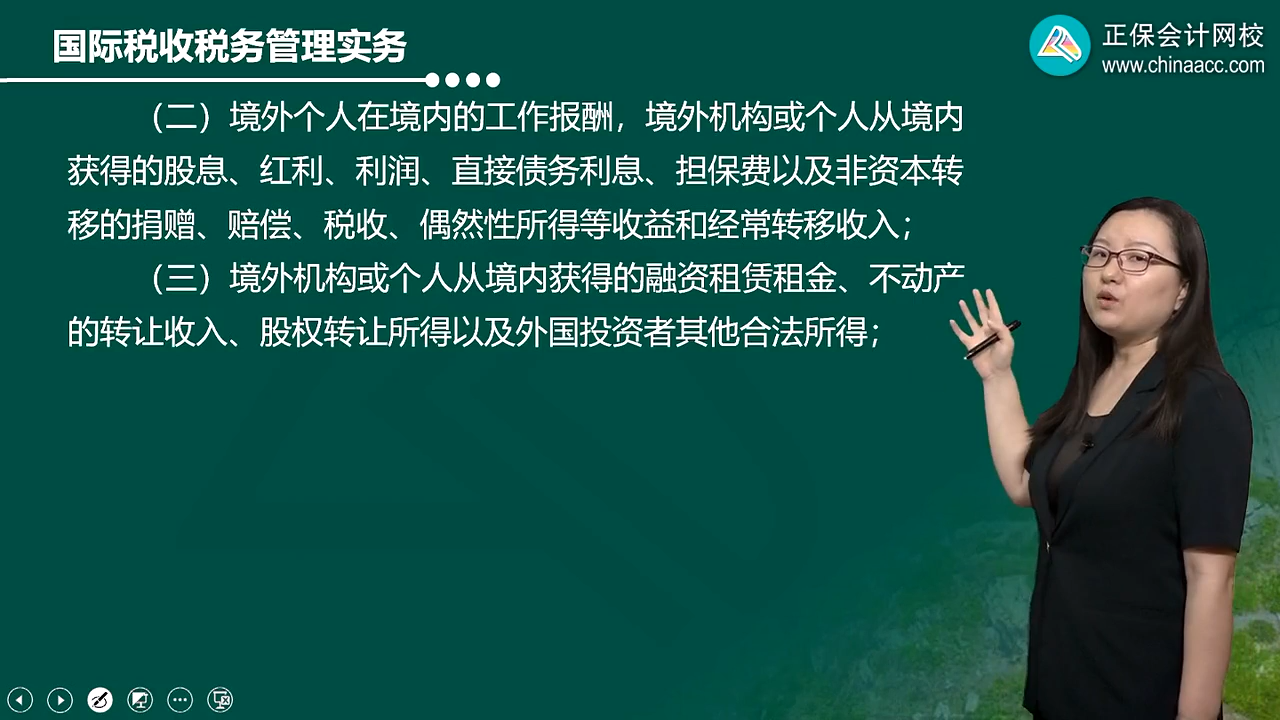 国际税收税务管理实务
正保会计网校
www.chinaacc.com
（二）境外个人在境内的工作报酬，境外机构或个人从境内
获得的股息、红利、利润、直接债务利息、担保费以及非资本转
移的捐赠、赔偿、税收、偶然性所得等收益和经常转移收入；
（三）境外机构或个人从境内获得的融资租赁租金、不动产
的转让收入、股权转让所得以及外国投资者其他合法所得；